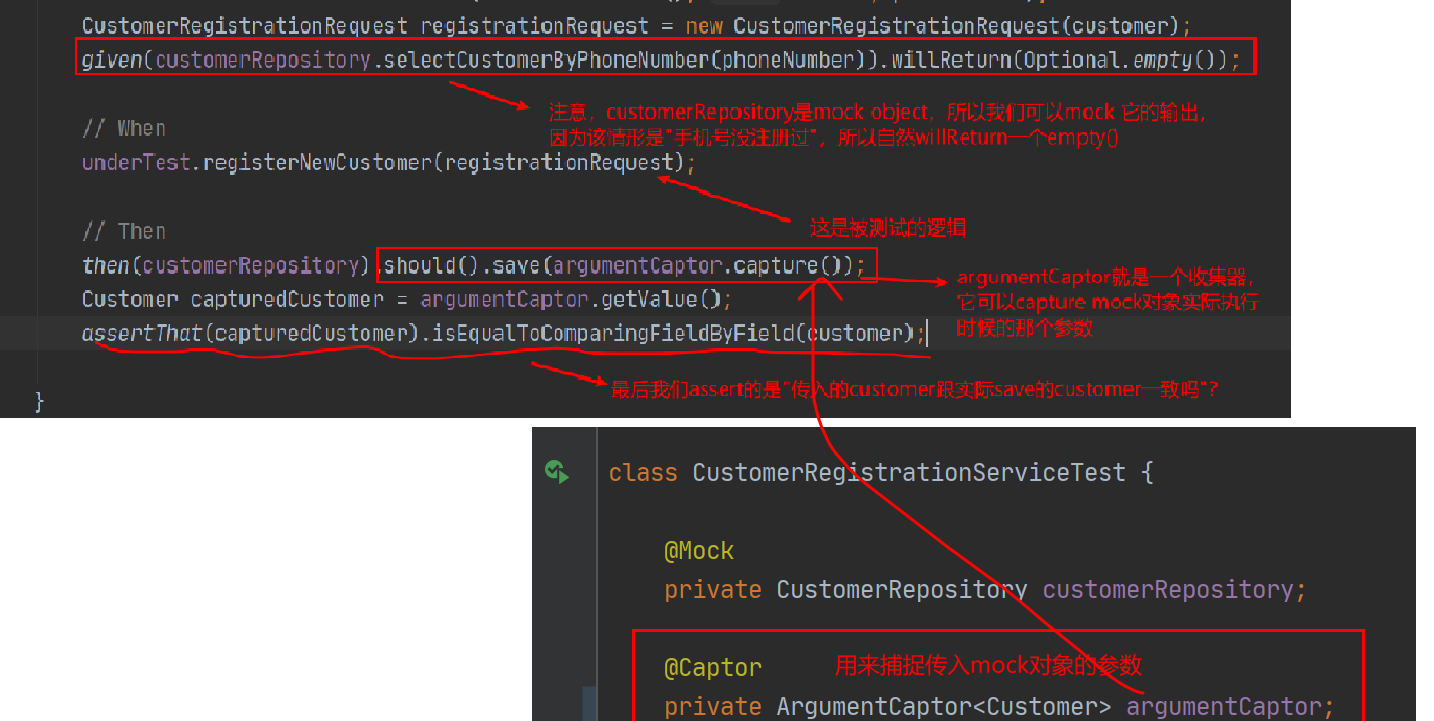 CustomerRegistrationRequest registrationRequest = new CustomerRegistrationRequest(customer);
given(customerRepository.selectCustomerByPhoneNumber(phoneNumber)).willReturn(Optional.empty());
注意，customerRepository是mock object，所以我们可以mock 它的输出，
因为该情形是"手机号没注册过"，所以自然willReturn一个empty()
// When
underTest.registerNewCustomer(registrationRequest);
这是被测试的逻辑
// Then
then(customerRepository).should().save(argumentCaptor.capture());
argumentCaptor就是一个收集器，
它可以capture mock对象实际执行
时候的那个参数
Customer capturedCustomer = argumentCaptor.getValue();
assertThat(capturedCustomer).isEqualToComparingFieldByField(customer);
最后我们assert的是"传入的customer跟实际save的customer一致吗"？
}
class CustomerRegistrationServiceTest {
@Mock
private CustomerRepository customerRepository;
@Captor
用来捕捉传入mock对象的参数
private ArgumentCaptor<Customer> argumentCaptor;